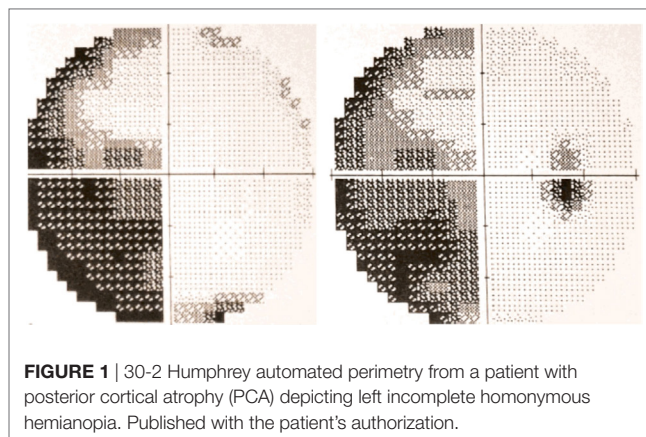 FIGURE 1 | 30-2 Humphrey automated perimetry from a patient with
posterior cortical atrophy (PCA) depicting left incomplete homonymous
hemianopia. Published with the patient's authorization.